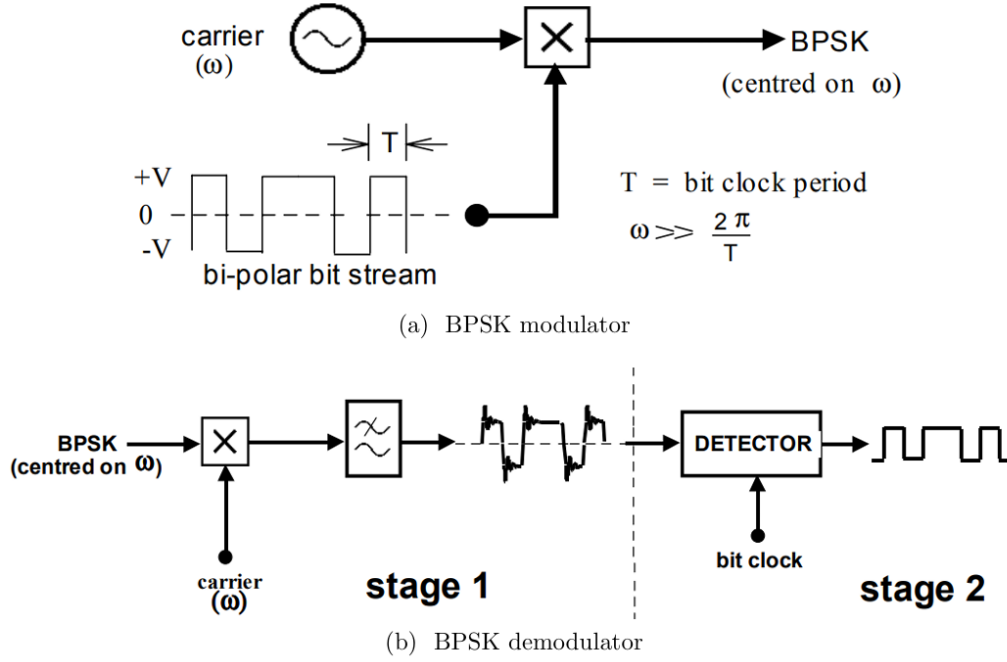 carrier
(ω)
BPSK
(centred on ω)
T
+V
0
-V
bi-polar bit stream
T = bit clock period
ω >> 2 π / T
(a) BPSK modulator
BPSK
(centred on ω)
carrier
(ω)
stage 1
DETECTOR
bit clock
stage 2
(b) BPSK demodulator